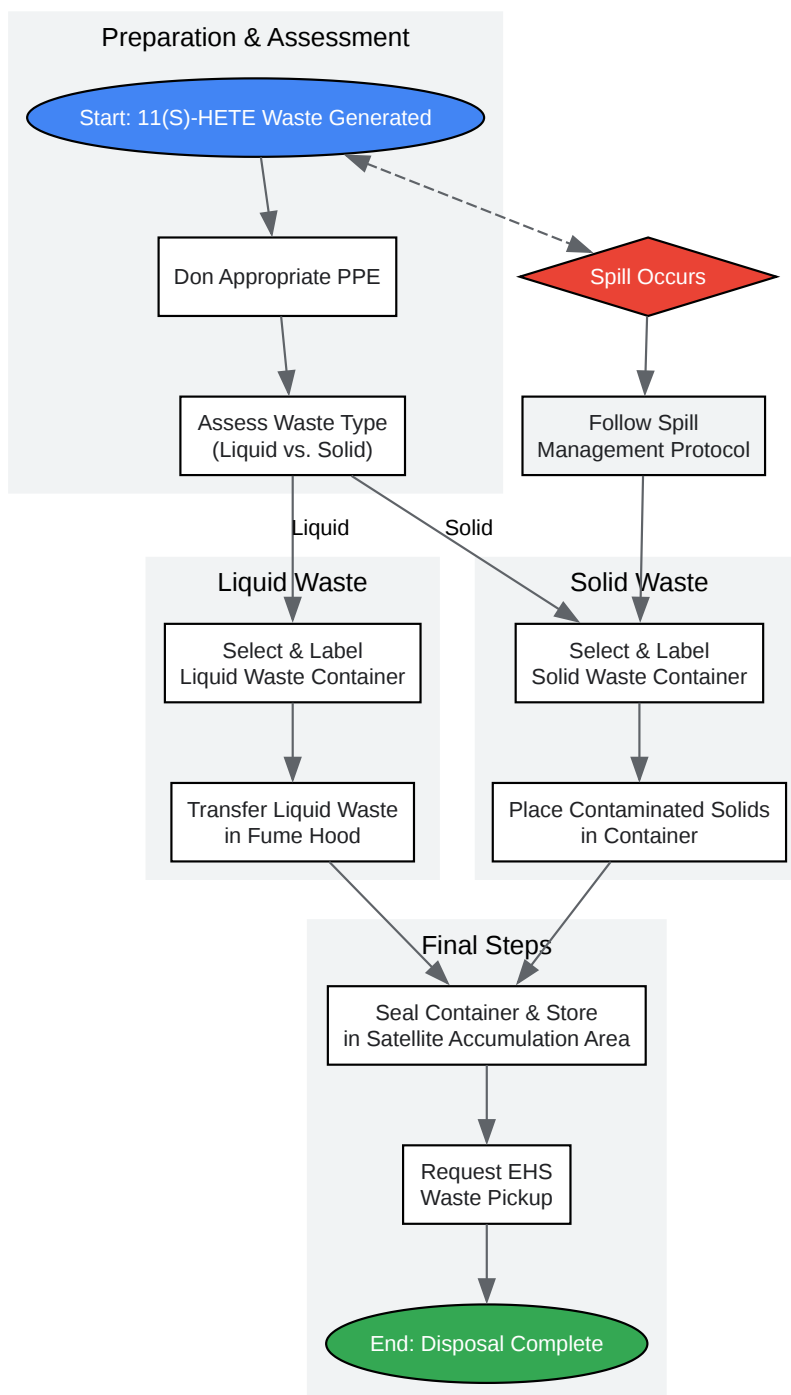 Preparation & Assessment
Start: 11(S)-HETE Waste Generated
Don Appropriate PPE
Spill Occurs
Assess Waste Type
(Liquid vs. Solid)
Follow Spill
Management Protocol
Liquid
Solid
Liquid Waste
Solid Waste
Select & Label
Liquid Waste Container
Select & Label
Solid Waste Container
Transfer Liquid Waste
in Fume Hood
Place Contaminated Solids
in Container
Final Steps
Seal Container & Store
in Satellite Accumulation Area
Request EHS
Waste Pickup
End: Disposal Complete